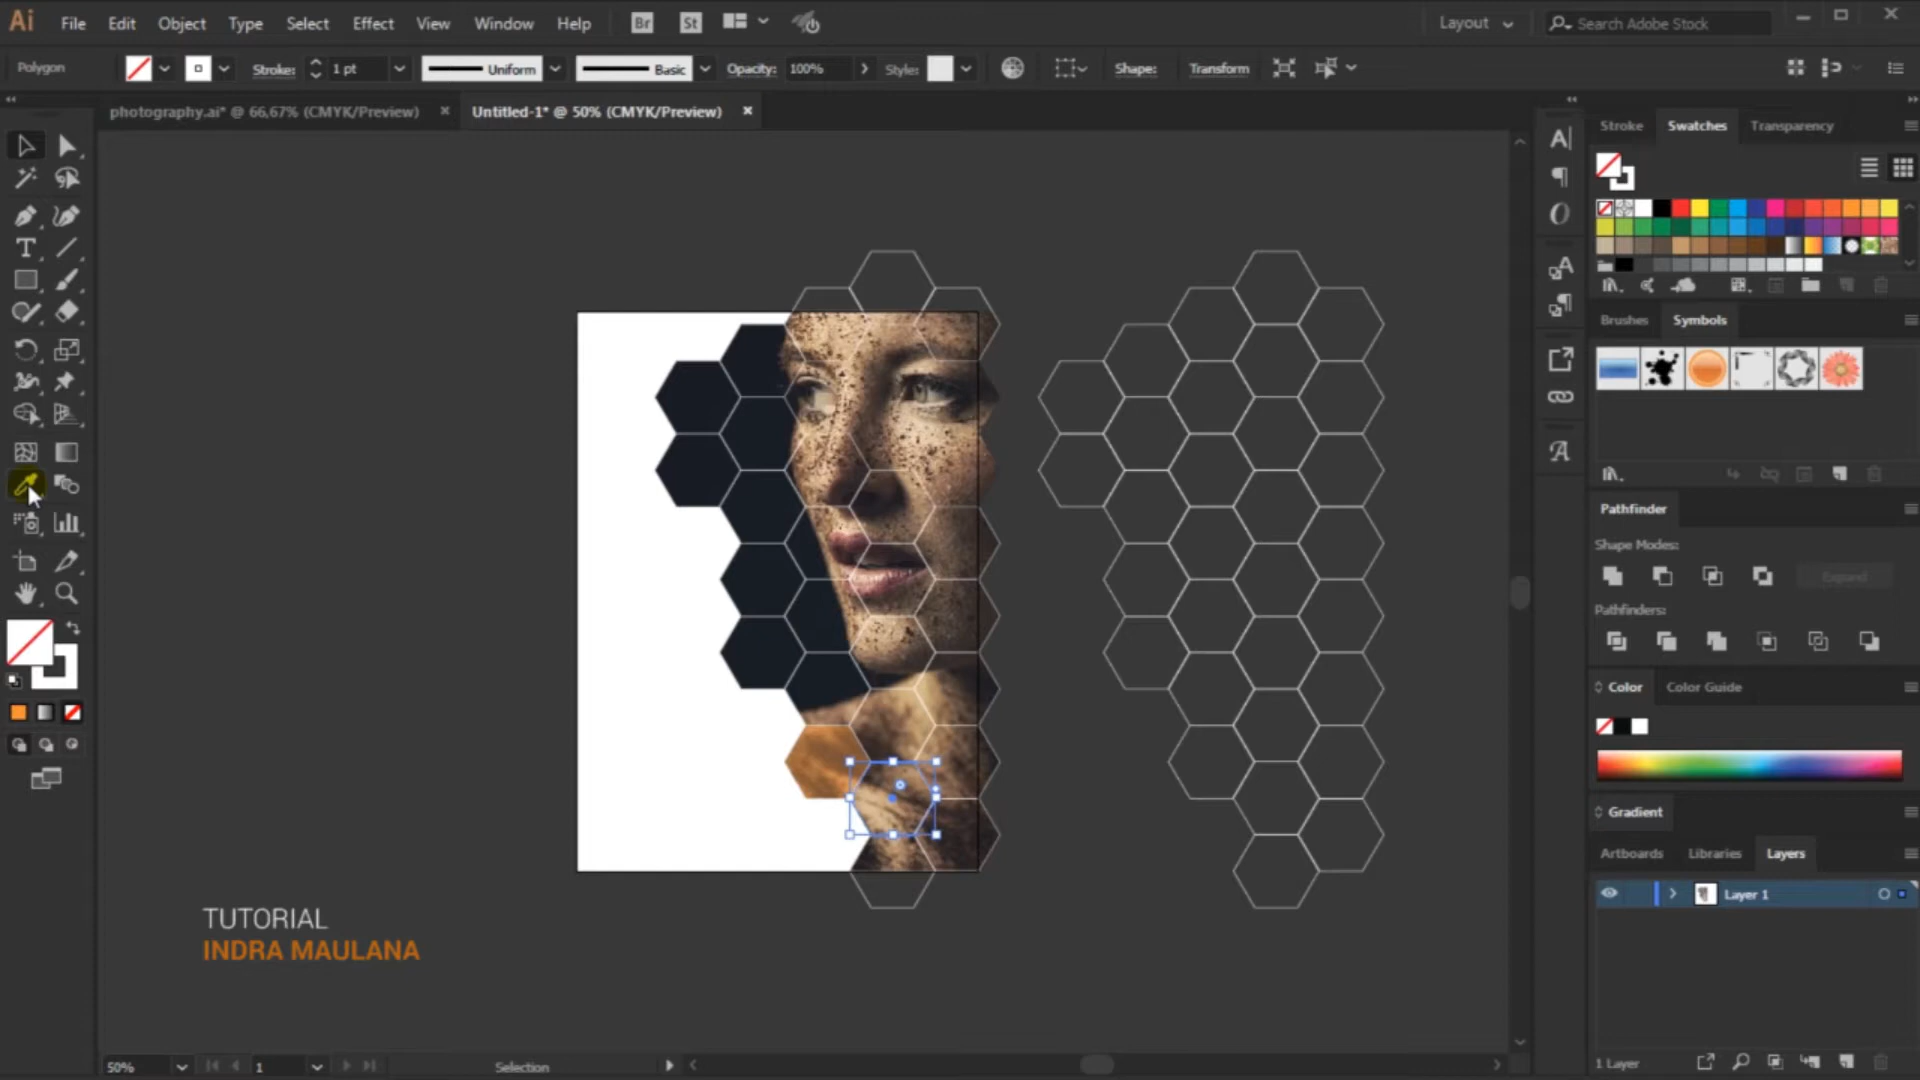 Ai File Edit Object Type Select Effect View Window Help Br St Layout Search Adobe Stock
Polygon Stroke: 1 pt Uniform Basic Opacity: 100% Style: Shape: Transform
photography.ai* @ 66,67% (CMYK/Preview) Untitled-1* @ 50% (CMYK/Preview)
Stroke Swatches Transparency
Brushes Symbols
Pathfinder
Shape Modes:
Expand
Pathfinders:
Color Color Guide
Gradient
Artboards Libraries Layers
Layer 1
TUTORIAL
INDRA MAULANA
50% 1 Selection 1 Layer